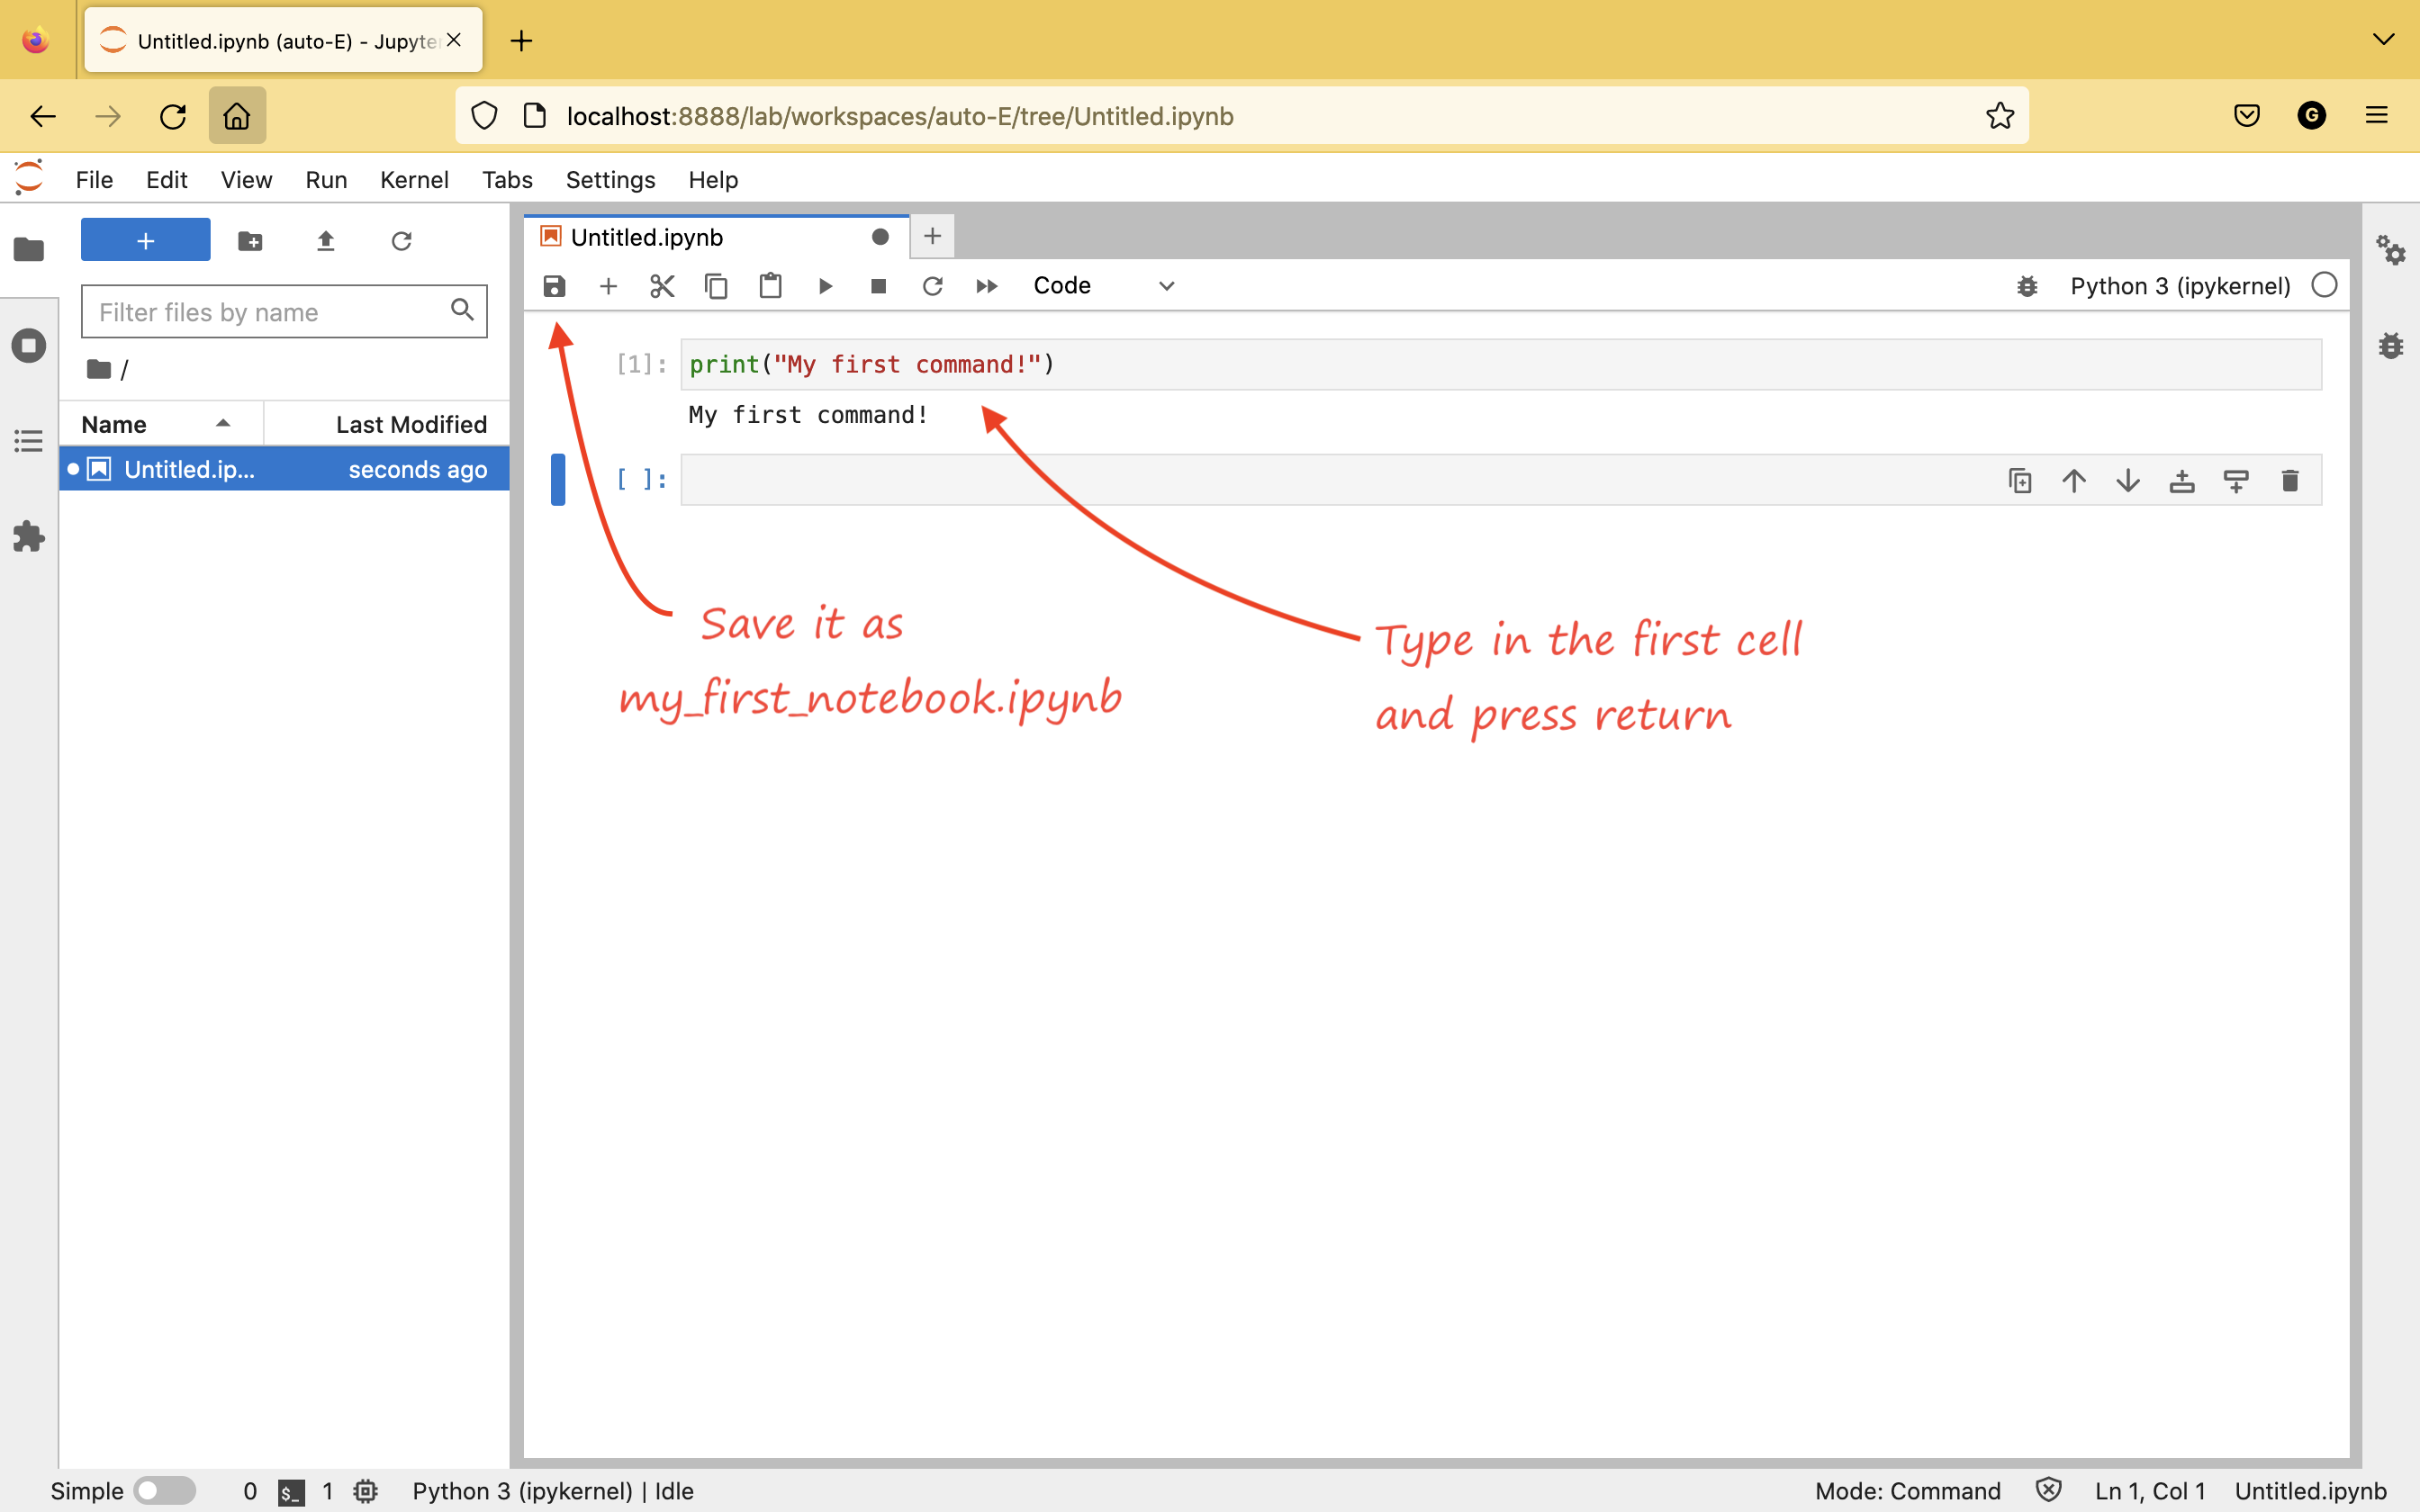 Untitled.ipynb (auto-E) - Jupyte
localhost:8888/lab/workspaces/auto-E/tree/Untitled.ipynb
G
File Edit View Run Kernel Tabs Settings Help
Untitled.ipynb
Filter files by name
Code
Python 3 (ipykernel)
/
[1]: print("My first command!")
My first command!
Name Last Modified
Untitled.ip... seconds ago
[ ]:
Save it as
my_first_notebook.ipynb
Type in the first cell
and press return
Simple 0 $_ 1 Python 3 (ipykernel) | Idle
Mode: Command Ln 1, Col 1 Untitled.ipynb